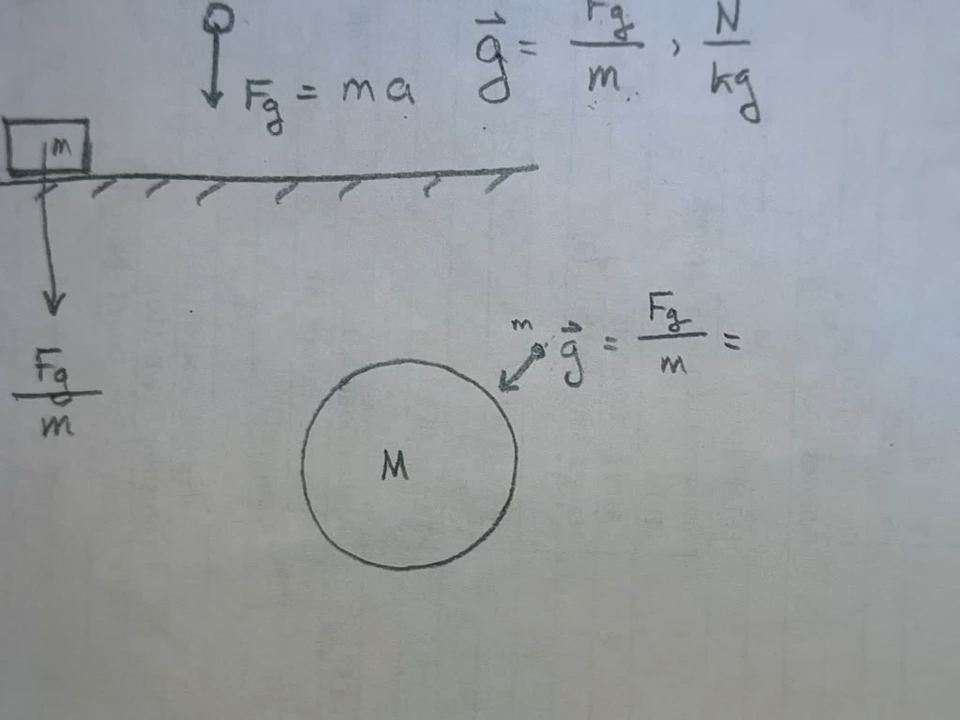 g⃗ = Fg/m , N/kg
Fg = ma
m
Fg/m
m g⃗ = Fg/m =
M